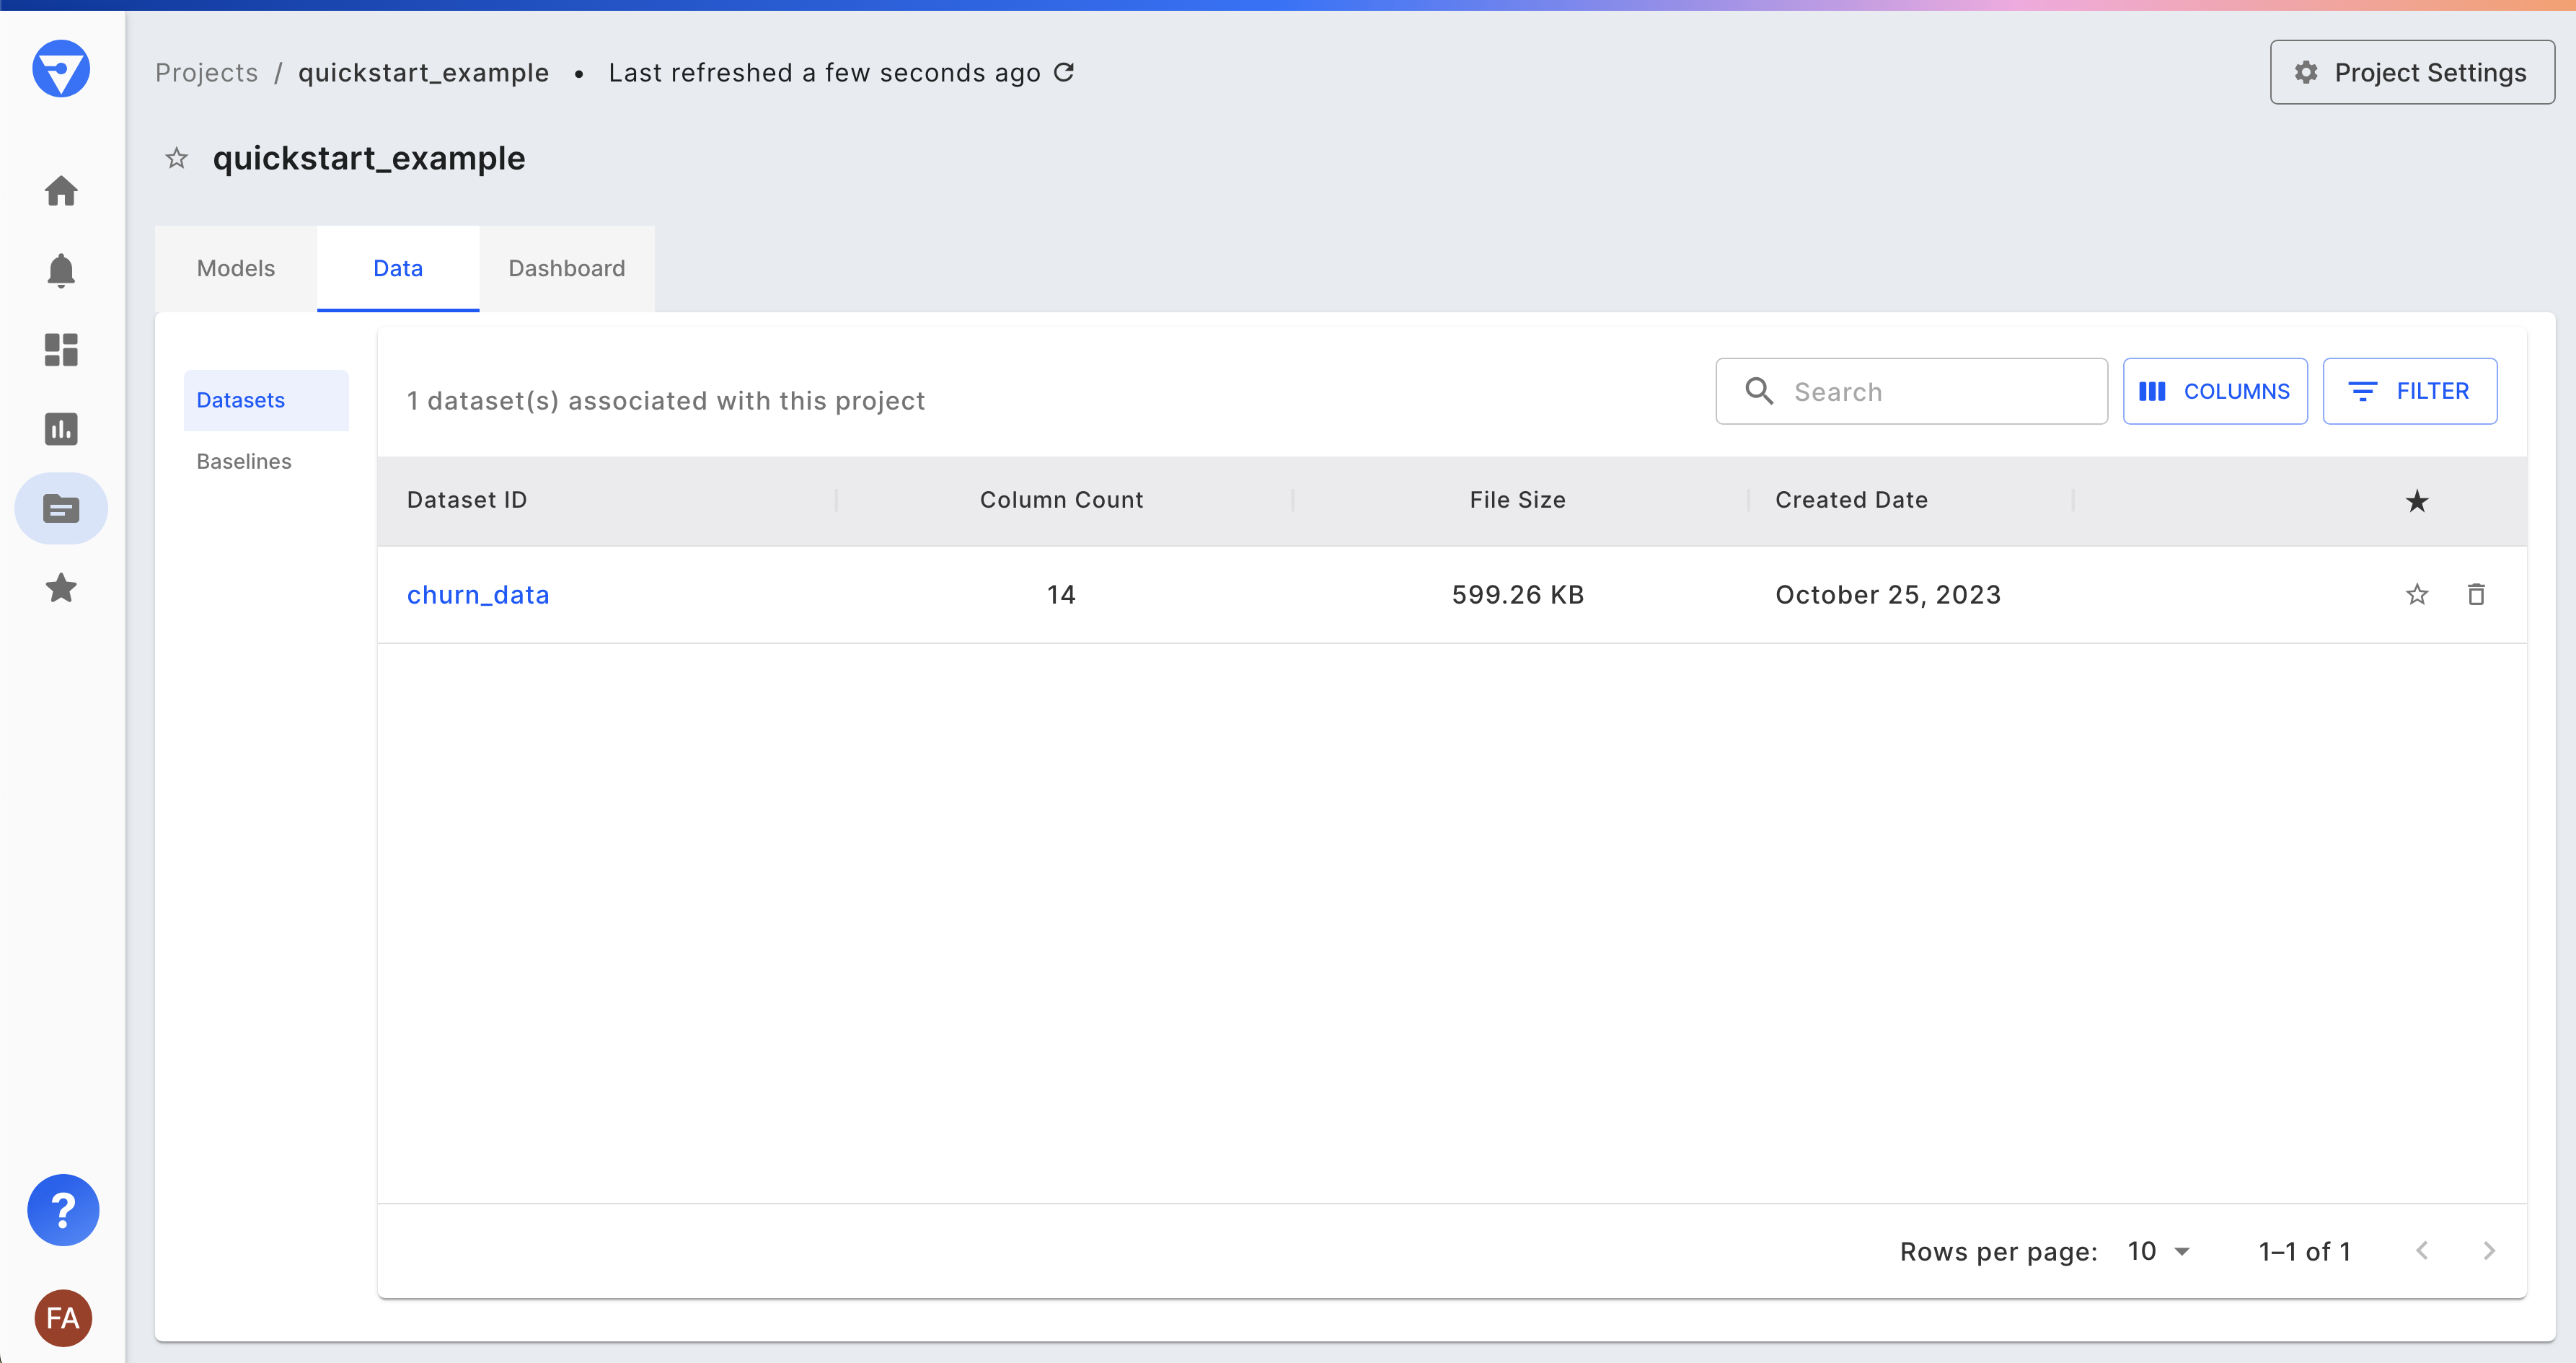 Projects / quickstart_example • Last refreshed a few seconds ago
Project Settings
quickstart_example
Models Data Dashboard
Datasets
Baselines
1 dataset(s) associated with this project
Search
COLUMNS
FILTER
Dataset ID Column Count File Size Created Date ★
churn_data 14 599.26 KB October 25, 2023
Rows per page: 10 1–1 of 1
?
FA